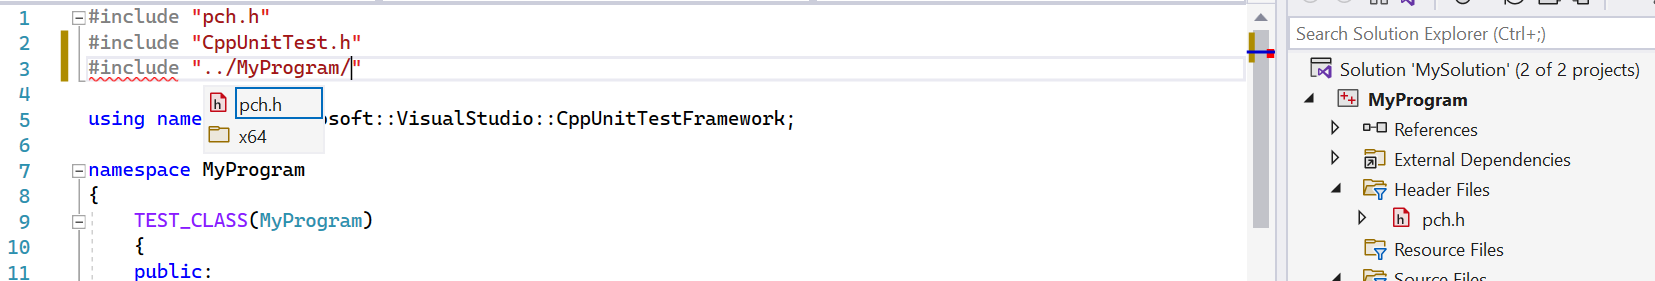 1 #include "pch.h"
2 #include "CppUnitTest.h"
3 #include "../MyProgram/"
pch.h
x64
4
5 using name osoft::VisualStudio::CppUnitTestFramework;
6
7 namespace MyProgram
8 {
9 TEST_CLASS(MyProgram)
10 {
11 public:
Search Solution Explorer (Ctrl+;)
Solution 'MySolution' (2 of 2 projects)
MyProgram
References
External Dependencies
Header Files
pch.h
Resource Files
Source Files